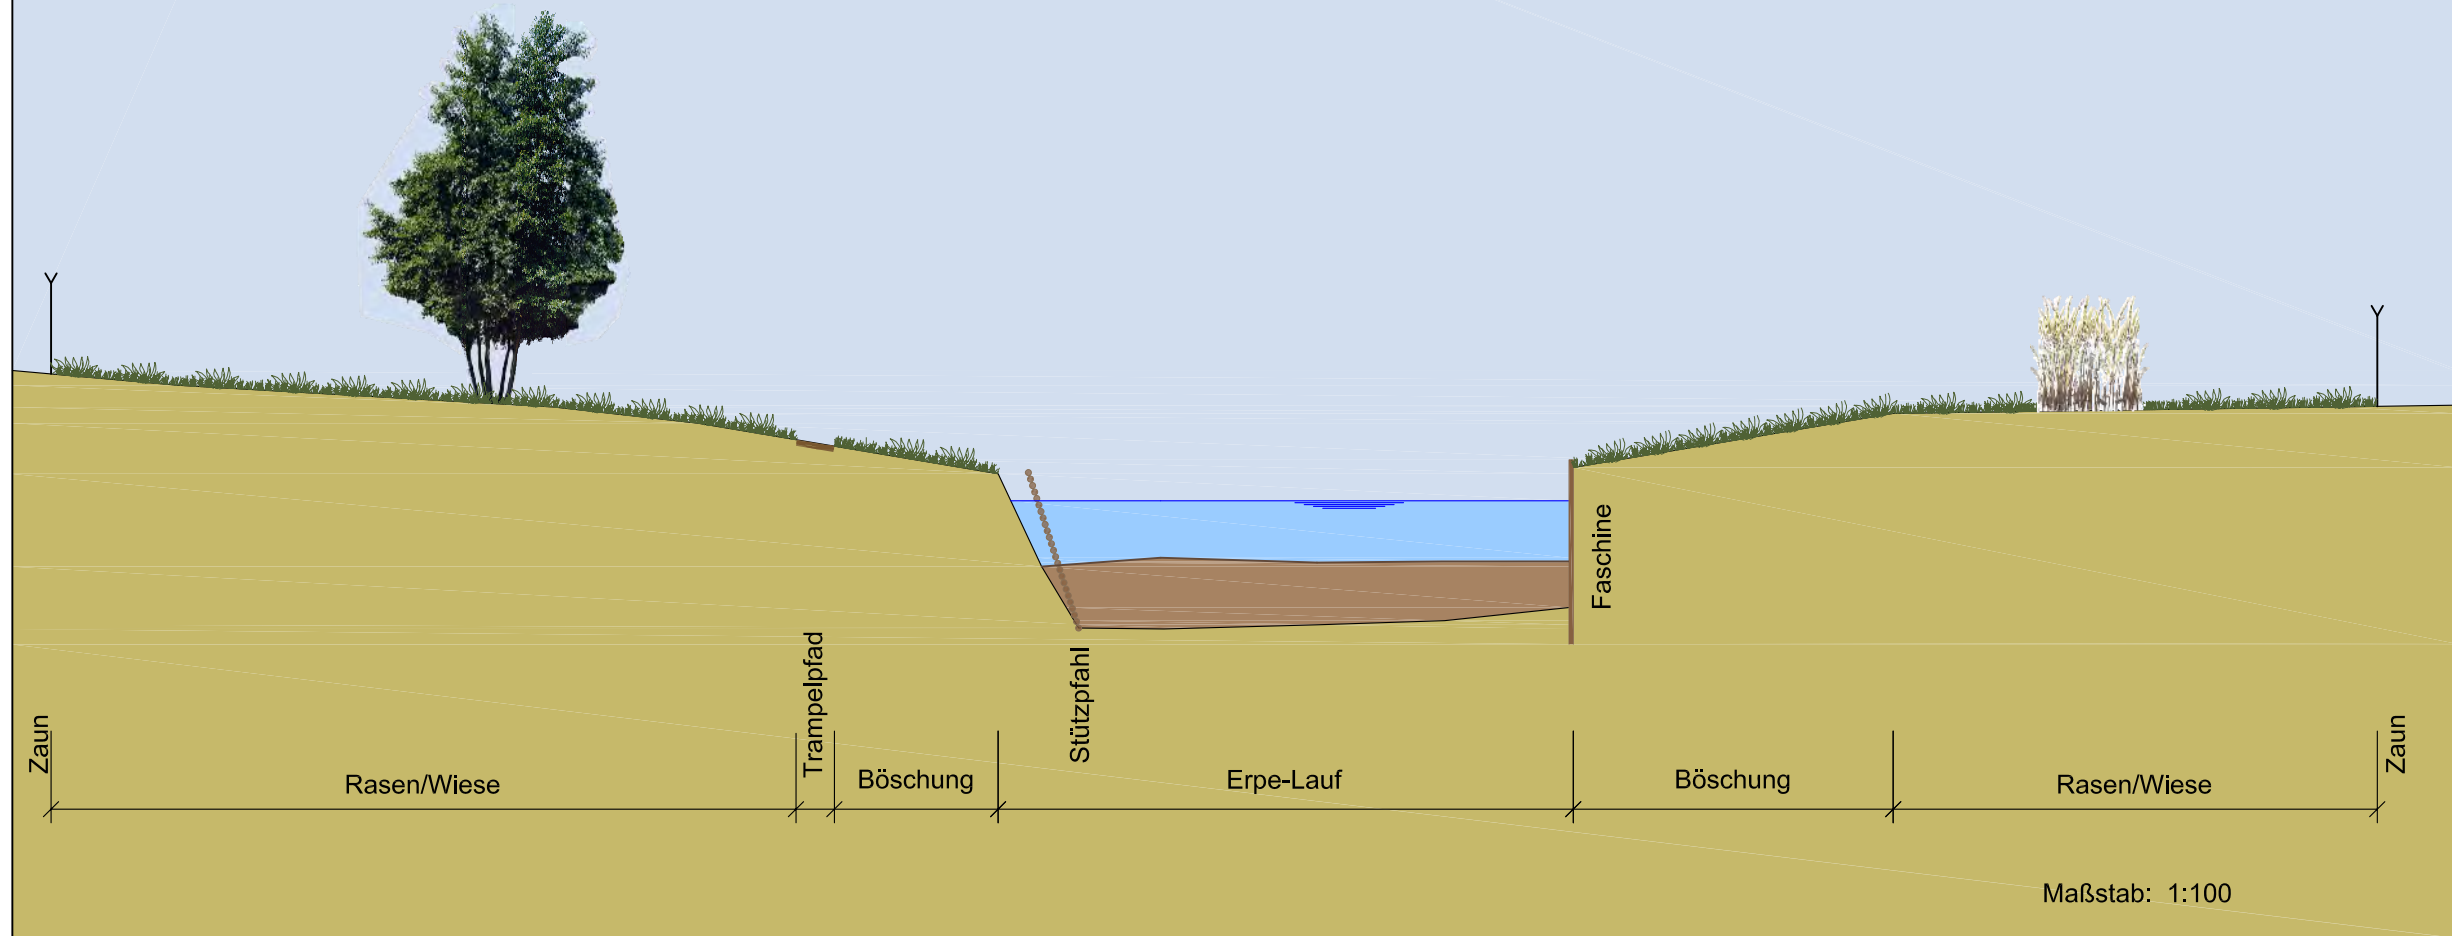 Faschine
Zaun
Rasen/Wiese
Trampelpfad
Böschung
Stützpfahl
Erpe-Lauf
Böschung
Rasen/Wiese
Zaun
Maßstab: 1:100